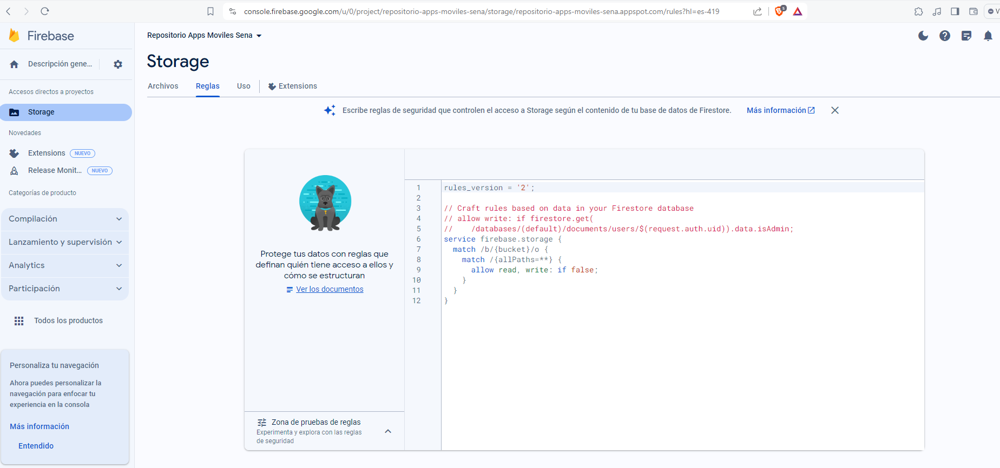 console.firebase.google.com/u/0/project/repositorio-apps-moviles-sena/storage/repositorio-apps-moviles-sena.appspot.com/rules?hl=es-419
5
V
Firebase
Repositorio Apps Moviles Sena
Descripción gene...
Storage
Archivos
Reglas
Uso
Extensions
Accesos directos a proyectos
Storage
Novedades
Extensions NUEVO
Release Monit... NUEVO
Categorías de producto
Compilación
Lanzamiento y supervisión
Analytics
Participación
Todos los productos
Personaliza tu navegación
Ahora puedes personalizar la
navegación para enfocar tu
experiencia en la consola
Más información
Entendido
Escribe reglas de seguridad que controlen el acceso a Storage según el contenido de tu base de datos de Firestore. Más información
Protege tus datos con reglas que
definan quién tiene acceso a ellos y
cómo se estructuran
Ver los documentos
Zona de pruebas de reglas
Experimenta y explora con las reglas
de seguridad
1 rules_version = '2';
2
3 // Craft rules based on data in your Firestore database
4 // allow write: if firestore.get(
5 //    /databases/(default)/documents/users/$(request.auth.uid)).data.isAdmin;
6 service firebase.storage {
7   match /b/{bucket}/o {
8     match /{allPaths=**} {
9       allow read, write: if false;
10     }
11   }
12 }